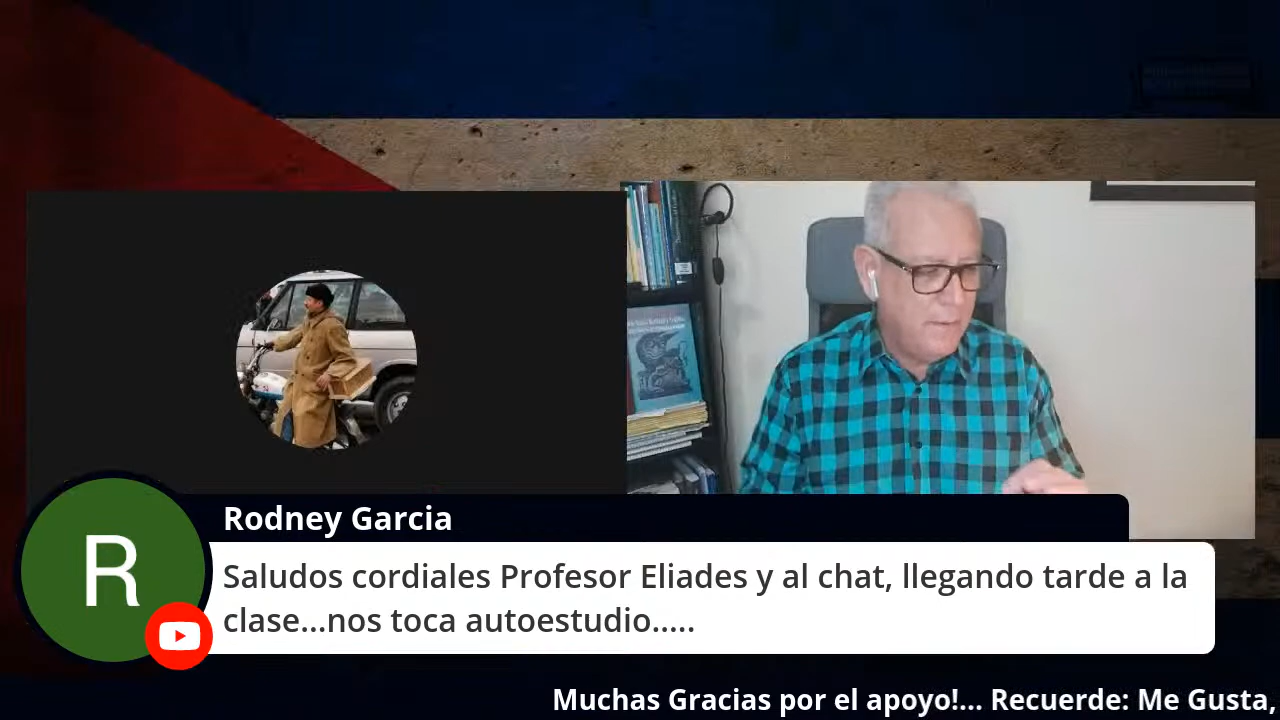 Rodney Garcia
Saludos cordiales Profesor Eliades y al chat, llegando tarde a la
clase...nos toca autoestudio.....
R
Muchas Gracias por el apoyo!... Recuerde: Me Gusta,